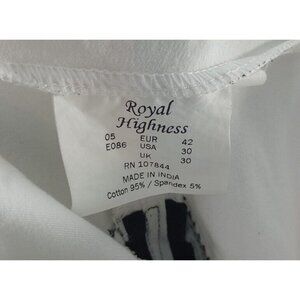 Royal
Highness
05 EUR 42
E086 USA 30
UK 30
RN 107844
MADE IN INDIA
Cotton 95% / Spandex 5%